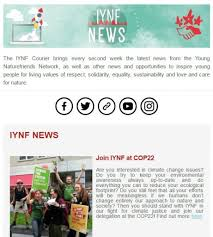 IYNF
NEWS
The IYNF Courier brings every second week the latest news from the Young
Naturefriends Network, as well as other news and opportunities to inspire young
people for living values of respect, solidarity, equality, sustainability and love and care
for nature.
IYNF NEWS
Join IYNF at COP22
Are you interested in climate change issues?
Do you try to keep your environmental
awareness always up-to-date and do
everything you can to reduce your ecological
footprint? Do you still feel that all your efforts
will be meaningless if we humans don't
change entirely our approach to nature and
society? Then you should stand with IYNF in
our fight for climate justice and join our
delegation at the COP22! Find out more here